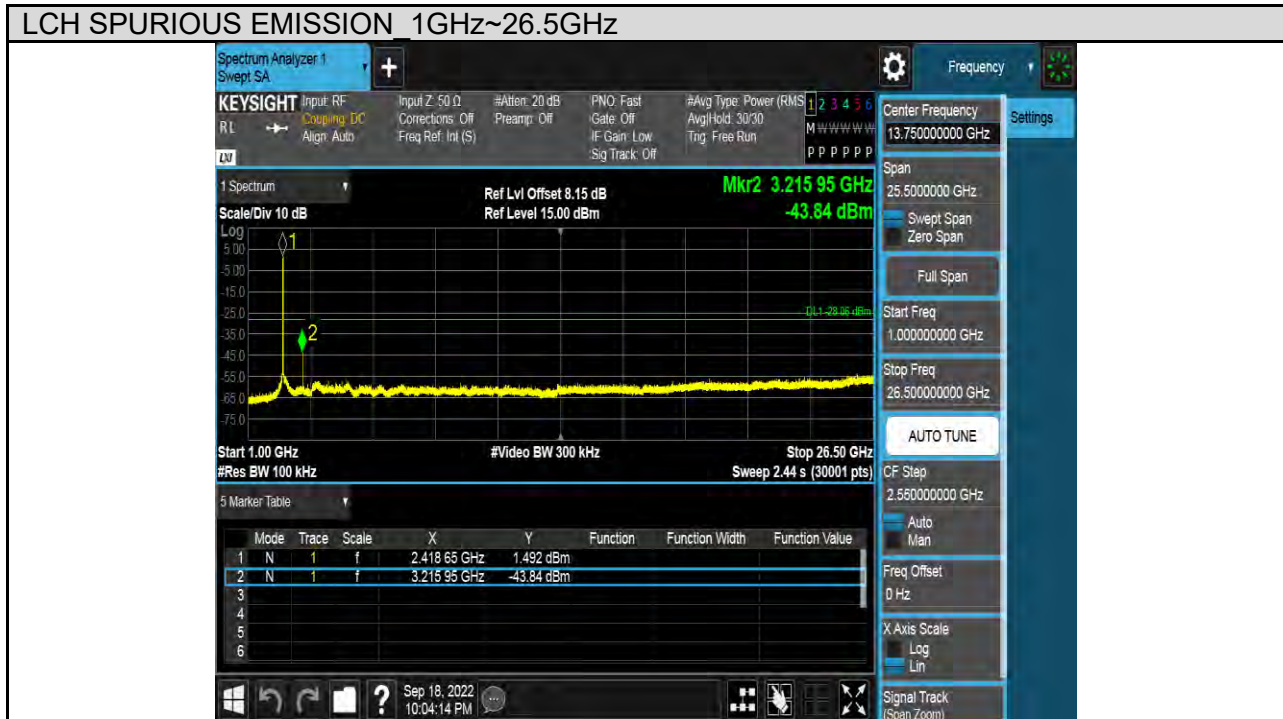 LCH SPURIOUS EMISSION_1GHz~26.5GHz
Spectrum Analyzer 1
Swept SA
+
Frequency
KEYSIGHT
RL
LXI
Input: RF
Coupling: DC
Align: Auto
Input Z: 50 Ω
Corrections: Off
Freq Ref: Int (S)
#Atten: 20 dB
Preamp: Off
PNO: Fast
Gate: Off
IF Gain: Low
Sig Track: Off
#Avg Type: Power (RMS
Avg|Hold: 30/30
Trig: Free Run
1 2 3 4 5 6
M W W W W W
P P P P P P
Center Frequency
13.750000000 GHz
Settings
1 Spectrum
Scale/Div 10 dB
Ref Lvl Offset 8.15 dB
Ref Level 15.00 dBm
Mkr2 3.215 95 GHz
-43.84 dBm
Span
25.5000000 GHz
Swept Span
Zero Span
Full Span
Log
5.00
-5.00
-15.0
-25.0
-35.0
-45.0
-55.0
-65.0
-75.0
1
2
DL1 -28.06 dBm
Start Freq
1.000000000 GHz
Stop Freq
26.500000000 GHz
AUTO TUNE
Start 1.00 GHz
#Video BW 300 kHz
Stop 26.50 GHz
#Res BW 100 kHz
Sweep 2.44 s (30001 pts)
CF Step
2.550000000 GHz
Auto
Man
5 Marker Table
Mode Trace Scale X Y Function Function Width Function Value
1 N 1 f 2.418 65 GHz 1.492 dBm
2 N 1 f 3.215 95 GHz -43.84 dBm
3
4
5
6
Freq Offset
0 Hz
X Axis Scale
Log
Lin
Signal Track
(Span Zoom)
?
Sep 18, 2022
10:04:14 PM